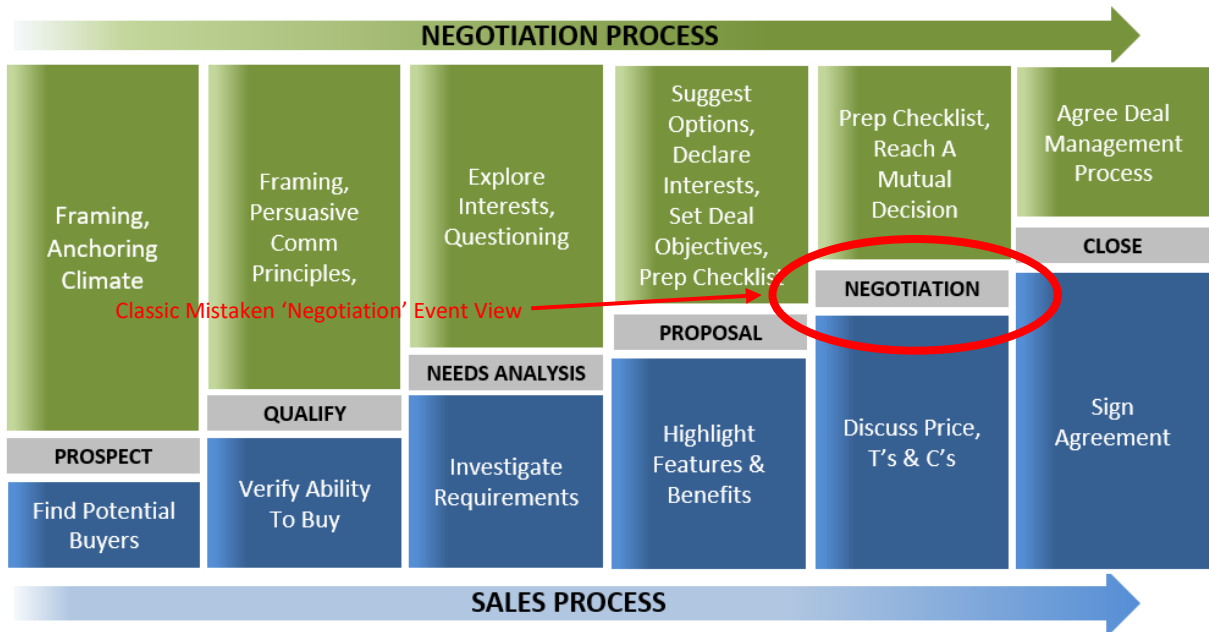 NEGOTIATION PROCESS
Framing,
Anchoring
Climate
PROSPECT
Find Potential
Buyers
Framing,
Persuasive
Comm
Principles,
QUALIFY
Verify Ability
To Buy
Explore
Interests,
Questioning
NEEDS ANALYSIS
Investigate
Requirements
Suggest
Options,
Declare
Interests,
Set Deal
Objectives,
Prep Checklist
PROPOSAL
Highlight
Features &
Benefits
Prep Checklist,
Reach A
Mutual
Decision
NEGOTIATION
Discuss Price,
T's & C's
Agree Deal
Management
Process
CLOSE
Sign
Agreement
Classic Mistaken ‘Negotiation’ Event View
SALES PROCESS